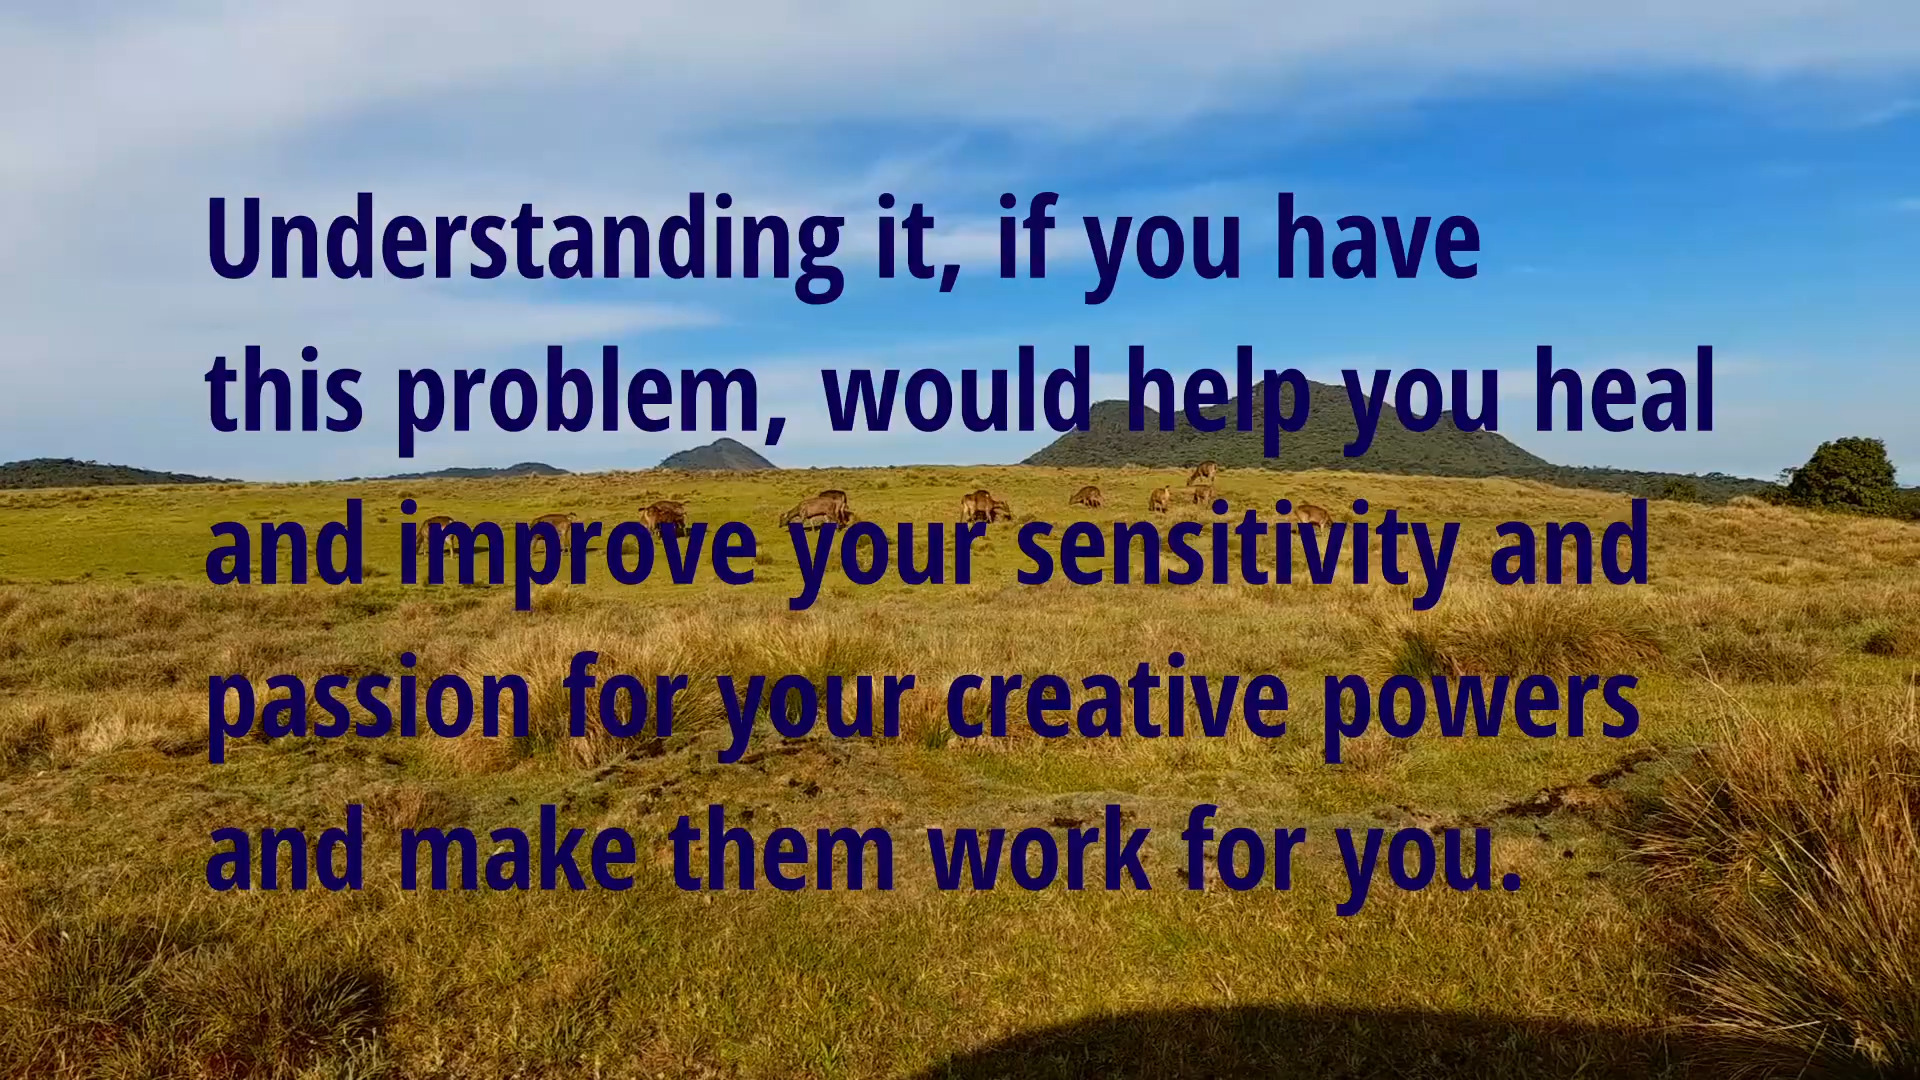 Understanding it, if you have
this problem, would help you heal
and improve your sensitivity and
passion for your creative powers
and make them work for you.